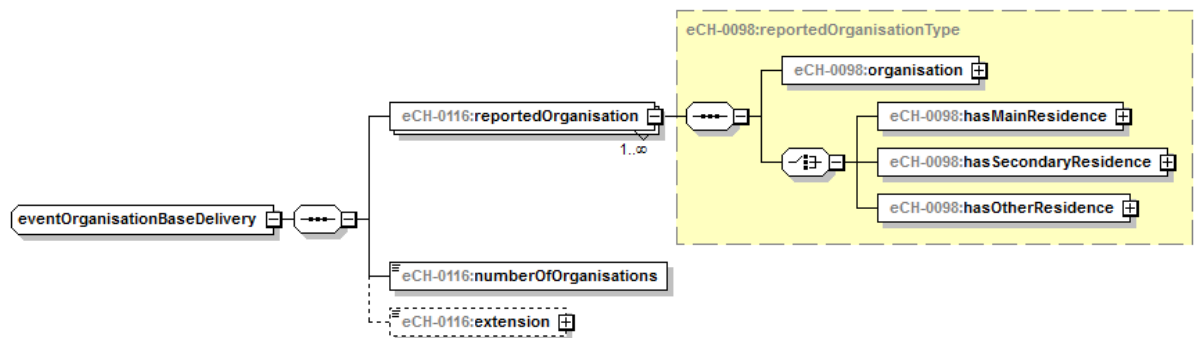 eCH-0098:reportedOrganisationType
eCH-0098:organisation
eCH-0116:reportedOrganisation
1..∞
eCH-0098:hasMainResidence
eCH-0098:hasSecondaryResidence
eCH-0098:hasOtherResidence
eventOrganisationBaseDelivery
eCH-0116:numberOfOrganisations
eCH-0116:extension